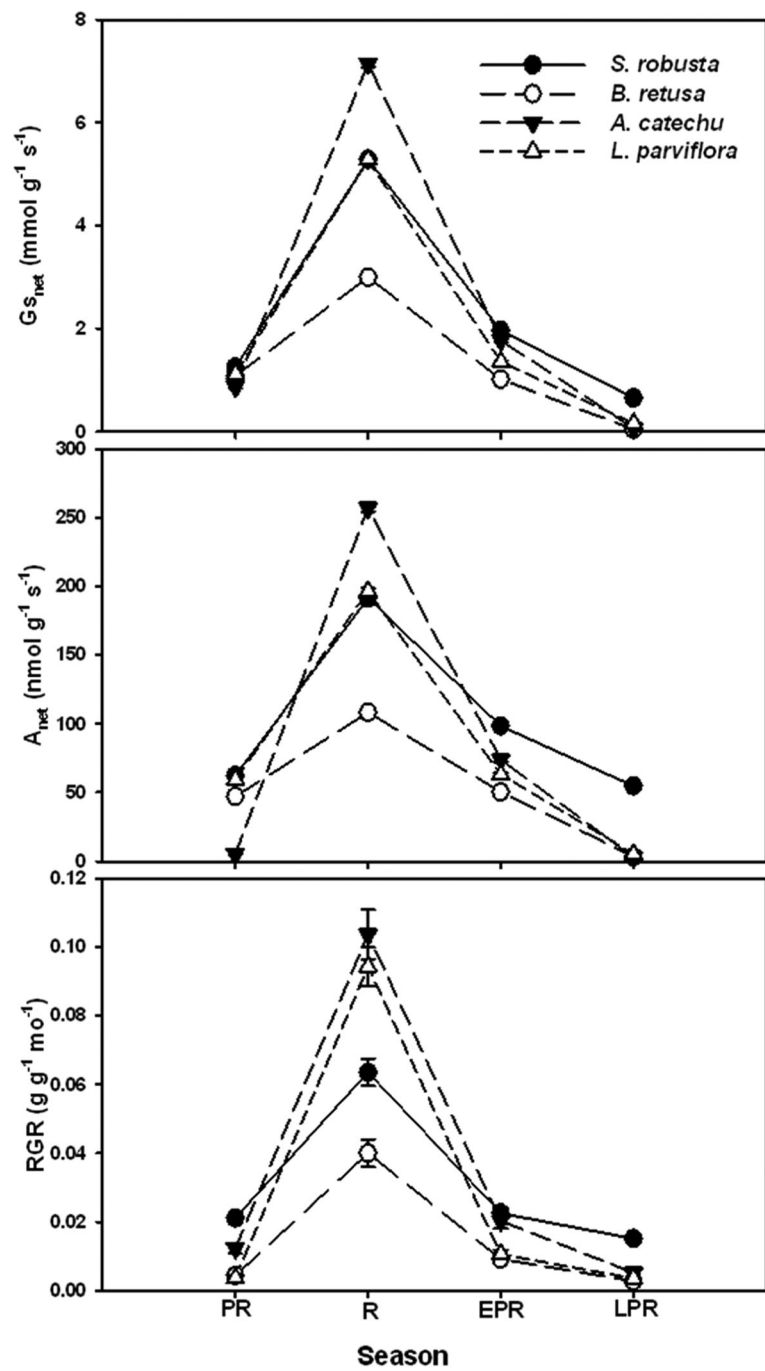 8
S. robusta
B. retusa
6
A. catechu
L. parviflora
4
Gs_net (mmol g⁻¹ s⁻¹)
2
0
300
250
200
150
A_net (nmol g⁻¹ s⁻¹)
100
50
0
0.12
0.10
0.08
0.06
RGR (g g⁻¹ mo⁻¹)
0.04
0.02
0.00
PR R EPR LPR
Season